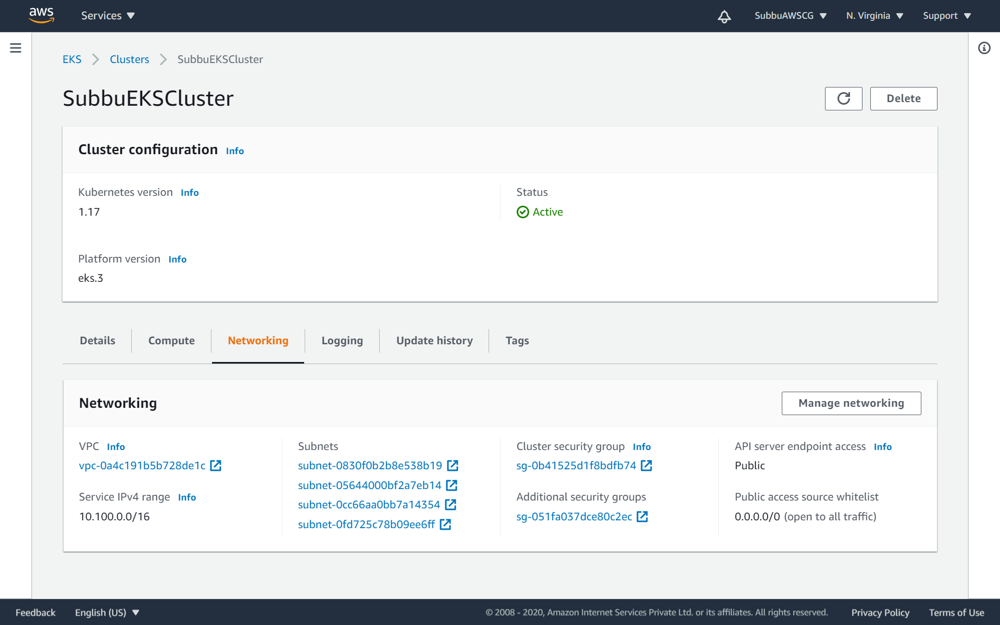 aws Services SubbuAWSCG N. Virginia Support
EKS Clusters SubbuEKSCluster
SubbuEKSCluster Delete
Cluster configuration Info
Kubernetes version Info
1.17
Status
Active
Platform version Info
eks.3
Details Compute Networking Logging Update history Tags
Networking Manage networking
VPC Info
vpc-0a4c191b5b728de1c
Service IPv4 range Info
10.100.0.0/16
Subnets
subnet-0830f0b2b8e538b19
subnet-05644000bf2a7eb14
subnet-0cc66aa0bb7a14354
subnet-0fd725c78b09ee6ff
Cluster security group Info
sg-0b41525d1f8bdfb74
Additional security groups
sg-051fa037dce80c2ec
API server endpoint access Info
Public
Public access source whitelist
0.0.0.0/0 (open to all traffic)
Feedback English (US) © 2008 - 2020, Amazon Internet Services Private Ltd. or its affiliates. All rights reserved. Privacy Policy Terms of Use